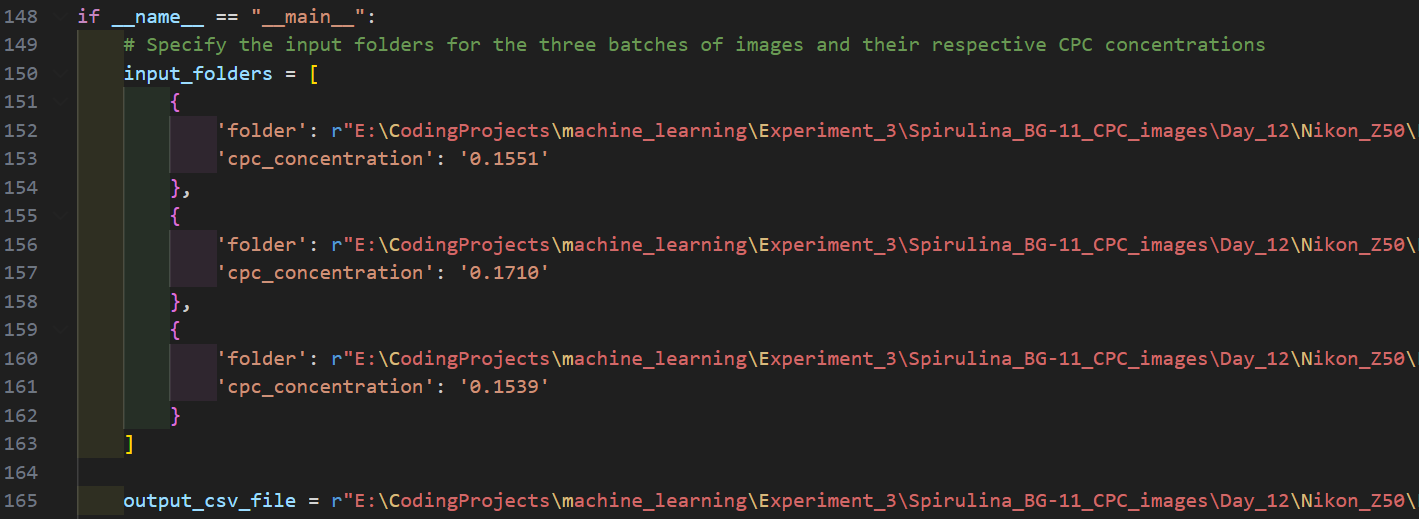 148 if __name__ == "__main__":
149 # Specify the input folders for the three batches of images and their respective CPC concentrations
150 input_folders = [
151 {
152 'folder': r"E:\CodingProjects\machine_learning\Experiment_3\Spirulina_BG-11_CPC_images\Day_12\Nikon_Z50\
153 'cpc_concentration': '0.1551'
154 },
155 {
156 'folder': r"E:\CodingProjects\machine_learning\Experiment_3\Spirulina_BG-11_CPC_images\Day_12\Nikon_Z50\
157 'cpc_concentration': '0.1710'
158 },
159 {
160 'folder': r"E:\CodingProjects\machine_learning\Experiment_3\Spirulina_BG-11_CPC_images\Day_12\Nikon_Z50\
161 'cpc_concentration': '0.1539'
162 }
163 ]
164
165 output_csv_file = r"E:\CodingProjects\machine_learning\Experiment_3\Spirulina_BG-11_CPC_images\Day_12\Nikon_Z50\